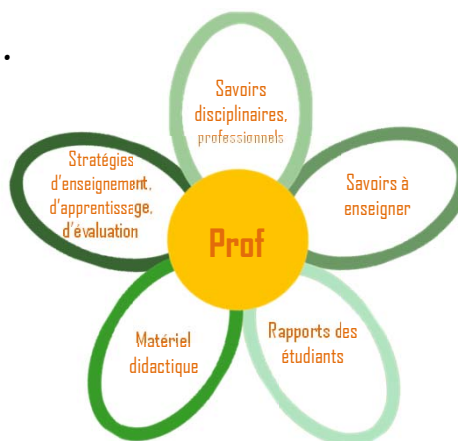 Savoirs
disciplinaires,
professionnels
Stratégies
d'enseignement,
d'apprentissage,
d'évaluation
Savoirs à
enseigner
Prof
Matériel
didactique
Rapports des
étudiants